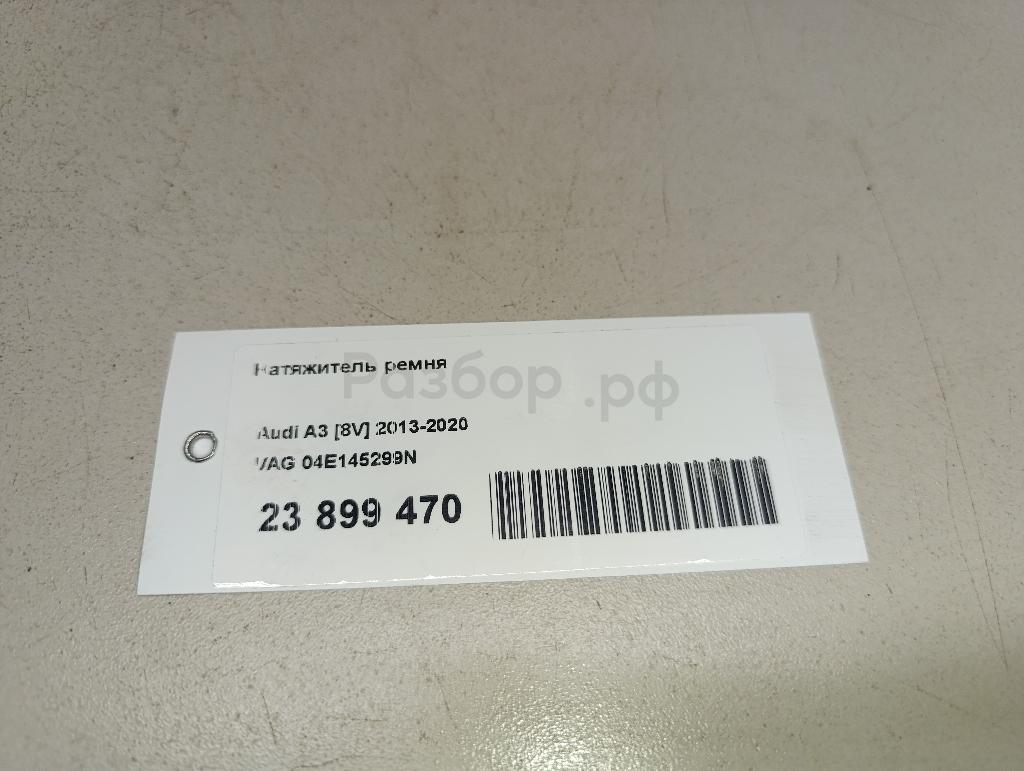 Натяжитель ремня
Разбор.рф
Audi A3 [8V] 2013-2020
VAG 04E145299N
23 899 470